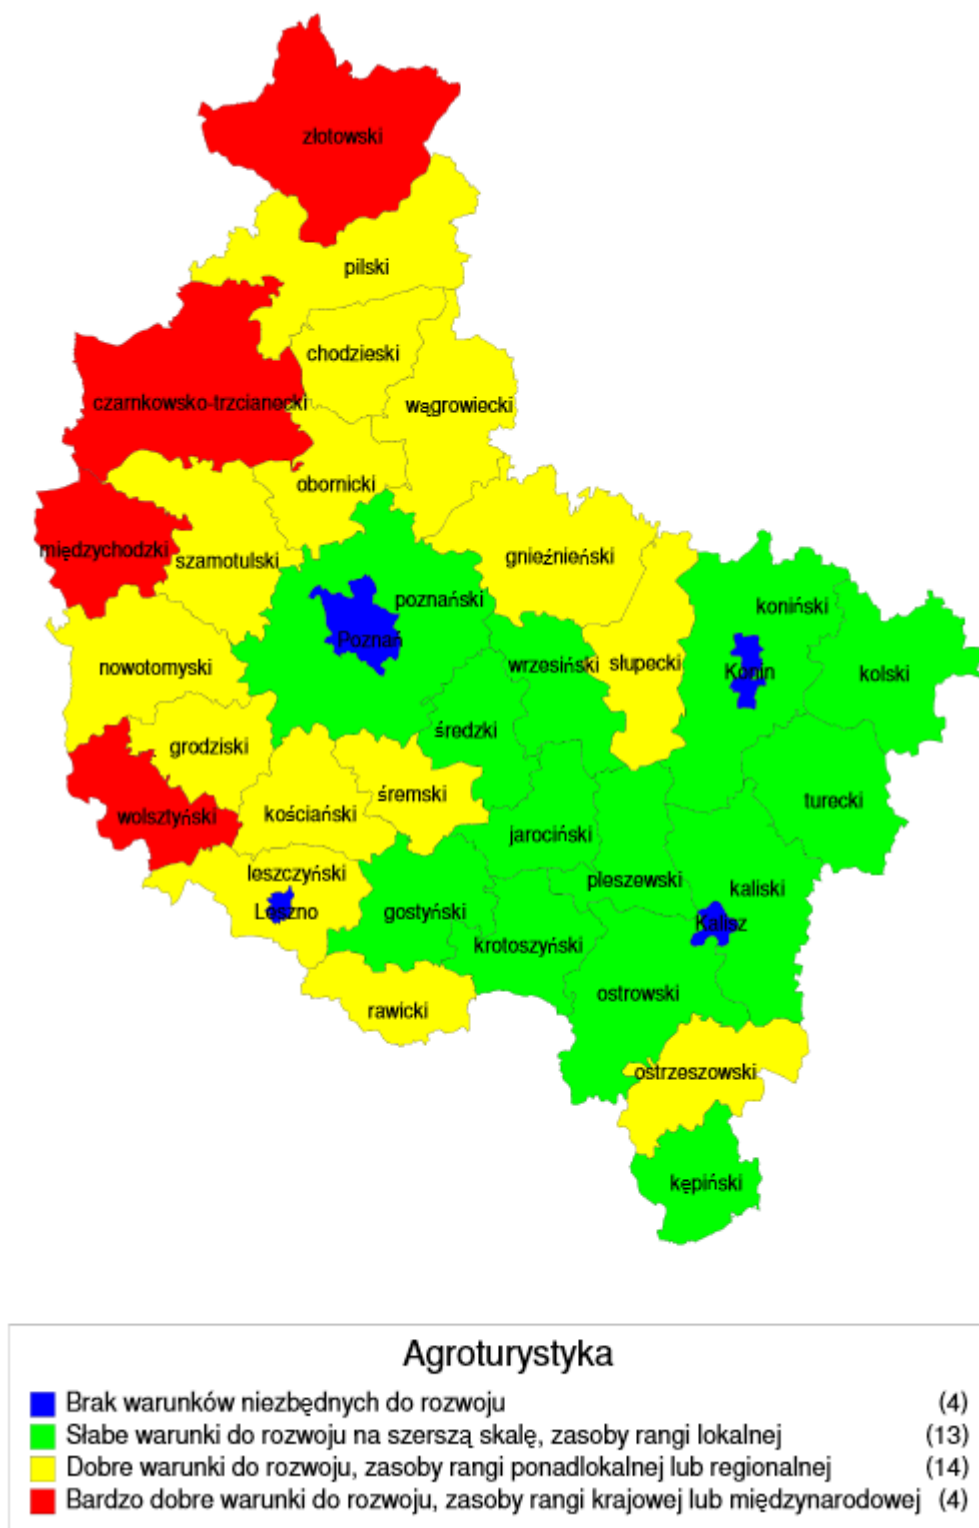 złotowski
pilski
chodzieski
czarnkowsko-trzcianecki
wągrowiecki
obornicki
międzychodzki
szamotulski
gnieźnieński
poznański
koniński
Poznań
nowotomyski
wrzesiński
słupecki
Konin
kolski
średzki
grodziski
śremski
turecki
wolsztyński
kościański
jarociński
leszczyński
pleszewski
kaliski
Leszno
gostyński
Kalisz
krotoszyński
ostrowski
rawicki
ostrzeszowski
kępiński
Agroturystyka
Brak warunków niezbędnych do rozwoju (4)
Słabe warunki do rozwoju na szerszą skalę, zasoby rangi lokalnej (13)
Dobre warunki do rozwoju, zasoby rangi ponadlokalnej lub regionalnej (14)
Bardzo dobre warunki do rozwoju, zasoby rangi krajowej lub międzynarodowej (4)